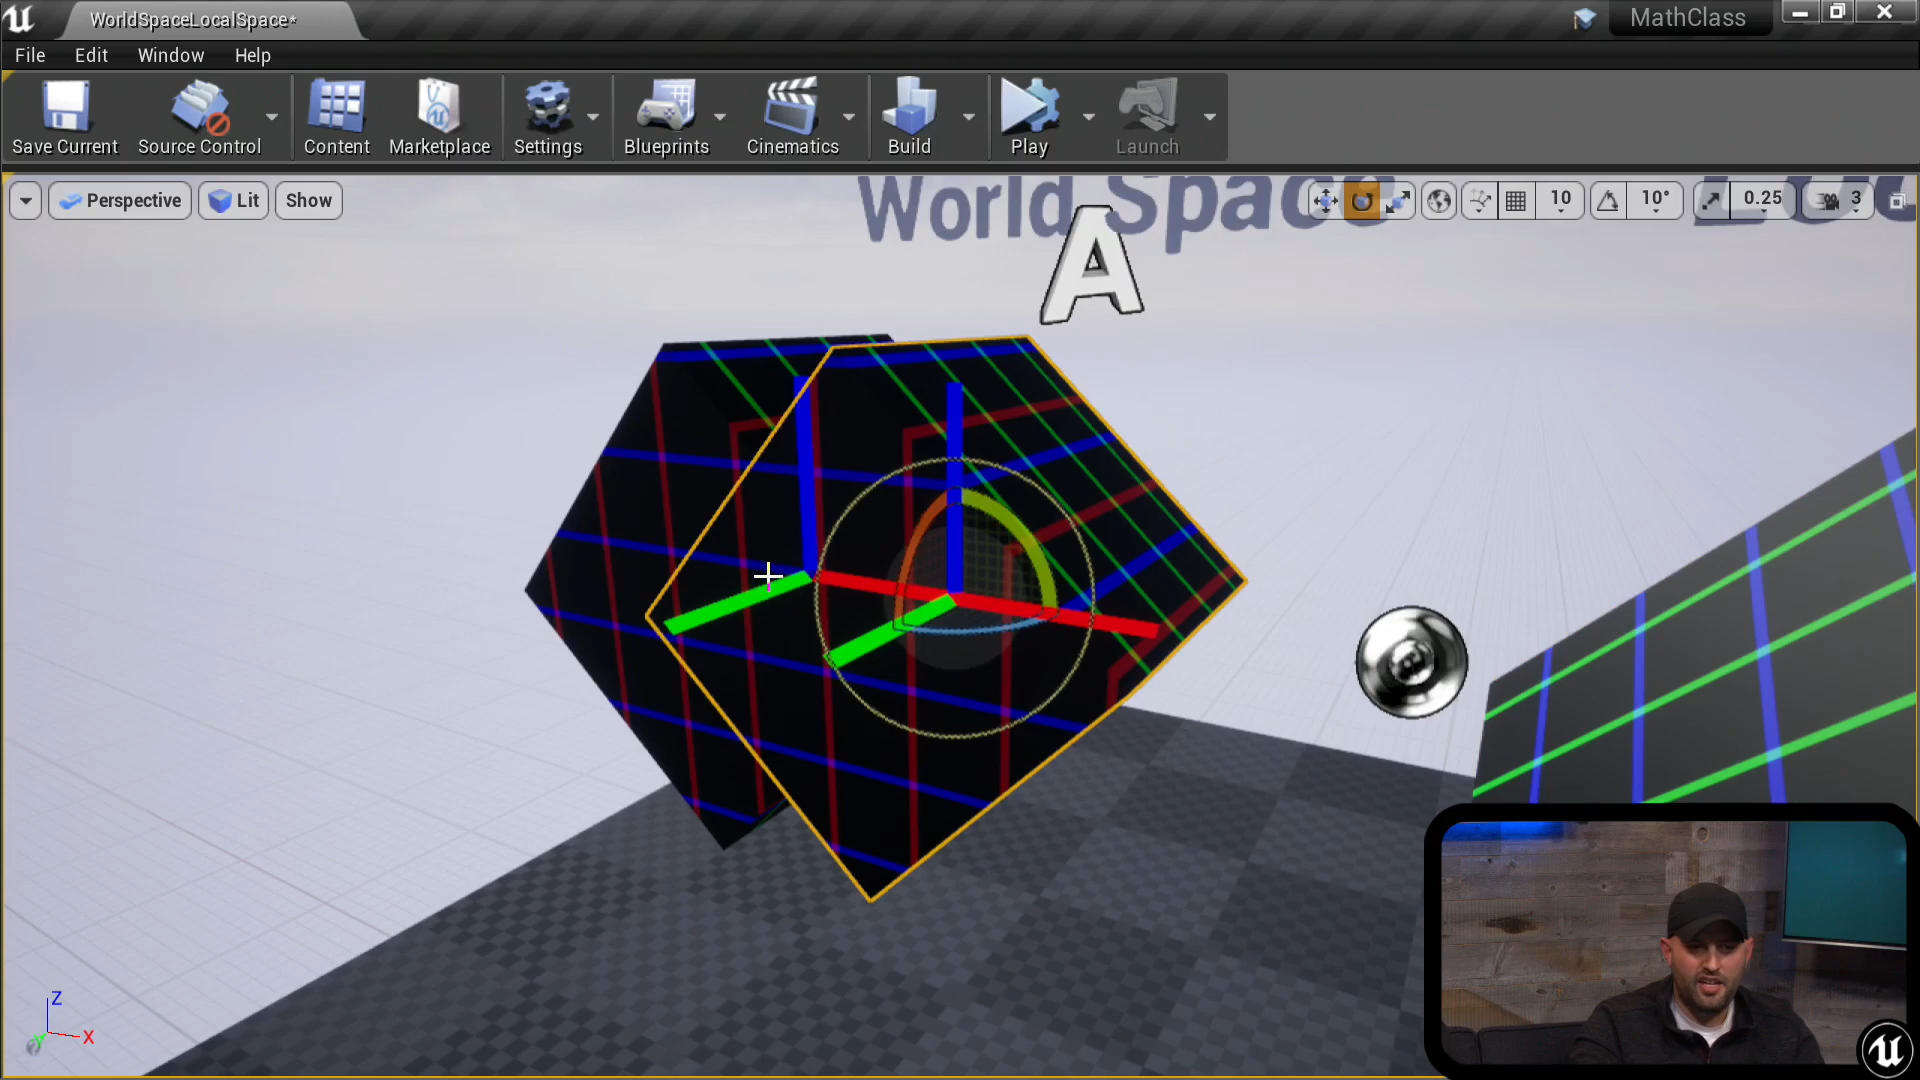 WorldSpaceLocalSpace*
MathClass
File Edit Window Help
Save Current Source Control Content Marketplace Settings Blueprints Cinematics Build Play Launch
Perspective Lit Show
10 10° 0.25 3
World Space
A
Z
X
Y